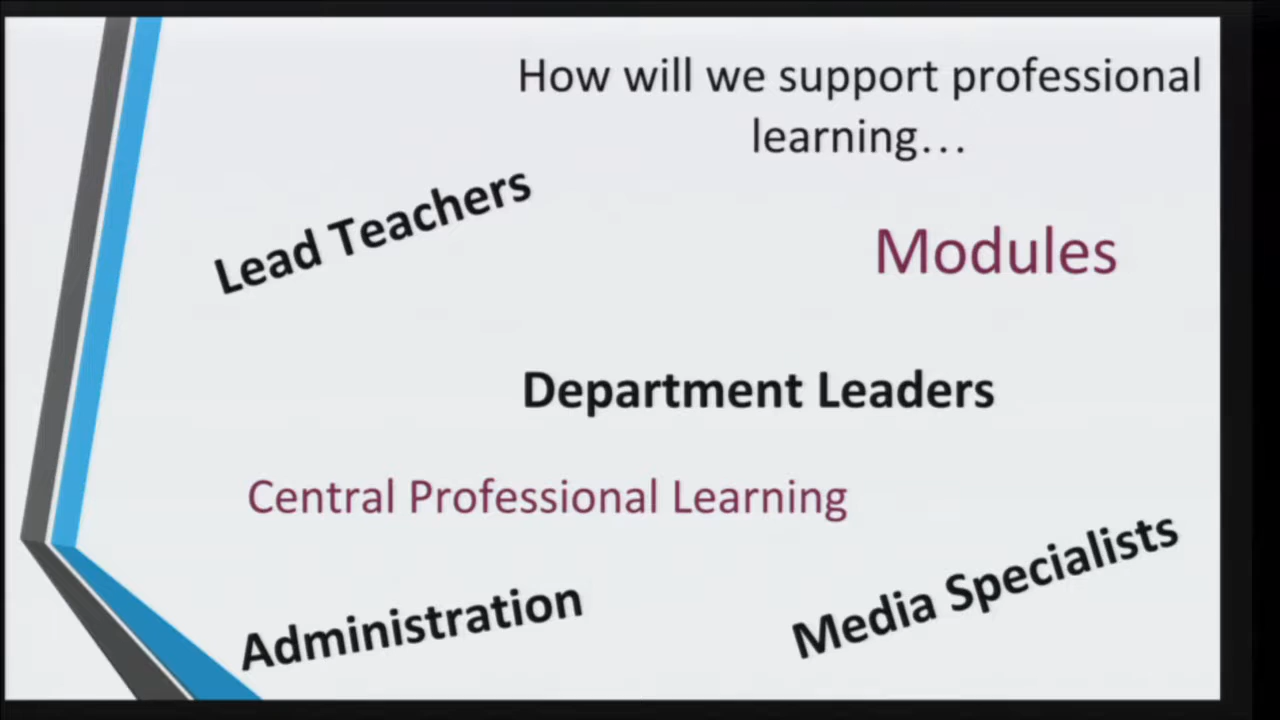 How will we support professional
learning…
Lead Teachers
Modules
Department Leaders
Central Professional Learning
Administration
Media Specialists